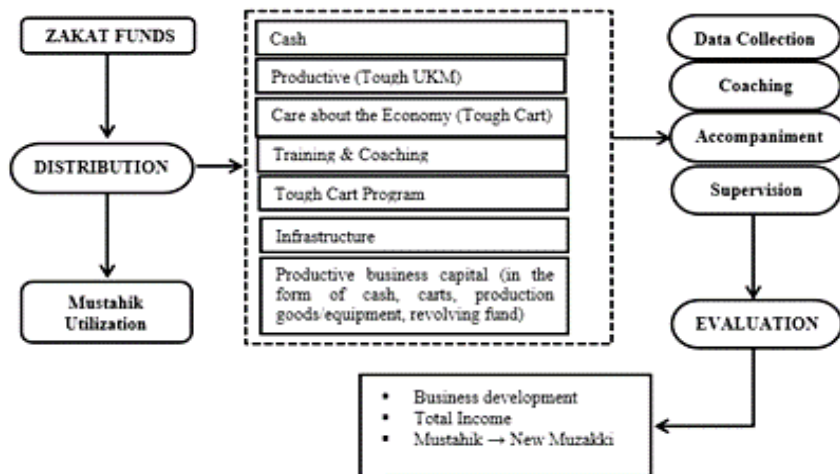 ZAKAT FUNDS
DISTRIBUTION
Mustahik
Utilization
Cash
Productive (Tough UKM)
Care about the Economy (Tough Cart)
Training & Coaching
Tough Cart Program
Infrastructure
Productive business capital (in the
form of cash, carts, production
goods/equipment, revolving fund)
Data Collection
Coaching
Accompaniment
Supervision
EVALUATION
▪ Business development
▪ Total Income
▪ Mustahik → New Muzakki